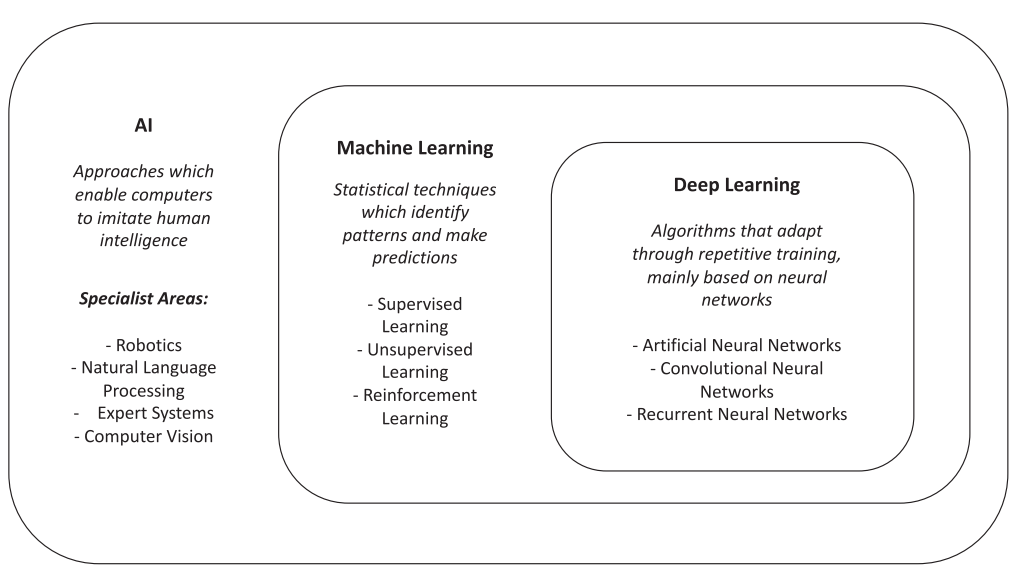 AI
Approaches which
enable computers
to imitate human
intelligence
Specialist Areas:
- Robotics
- Natural Language
Processing
- Expert Systems
- Computer Vision
Machine Learning
Statistical techniques
which identify
patterns and make
predictions
- Supervised
Learning
- Unsupervised
Learning
- Reinforcement
Learning
Deep Learning
Algorithms that adapt
through repetitive training,
mainly based on neural
networks
- Artificial Neural Networks
- Convolutional Neural
Networks
- Recurrent Neural Networks